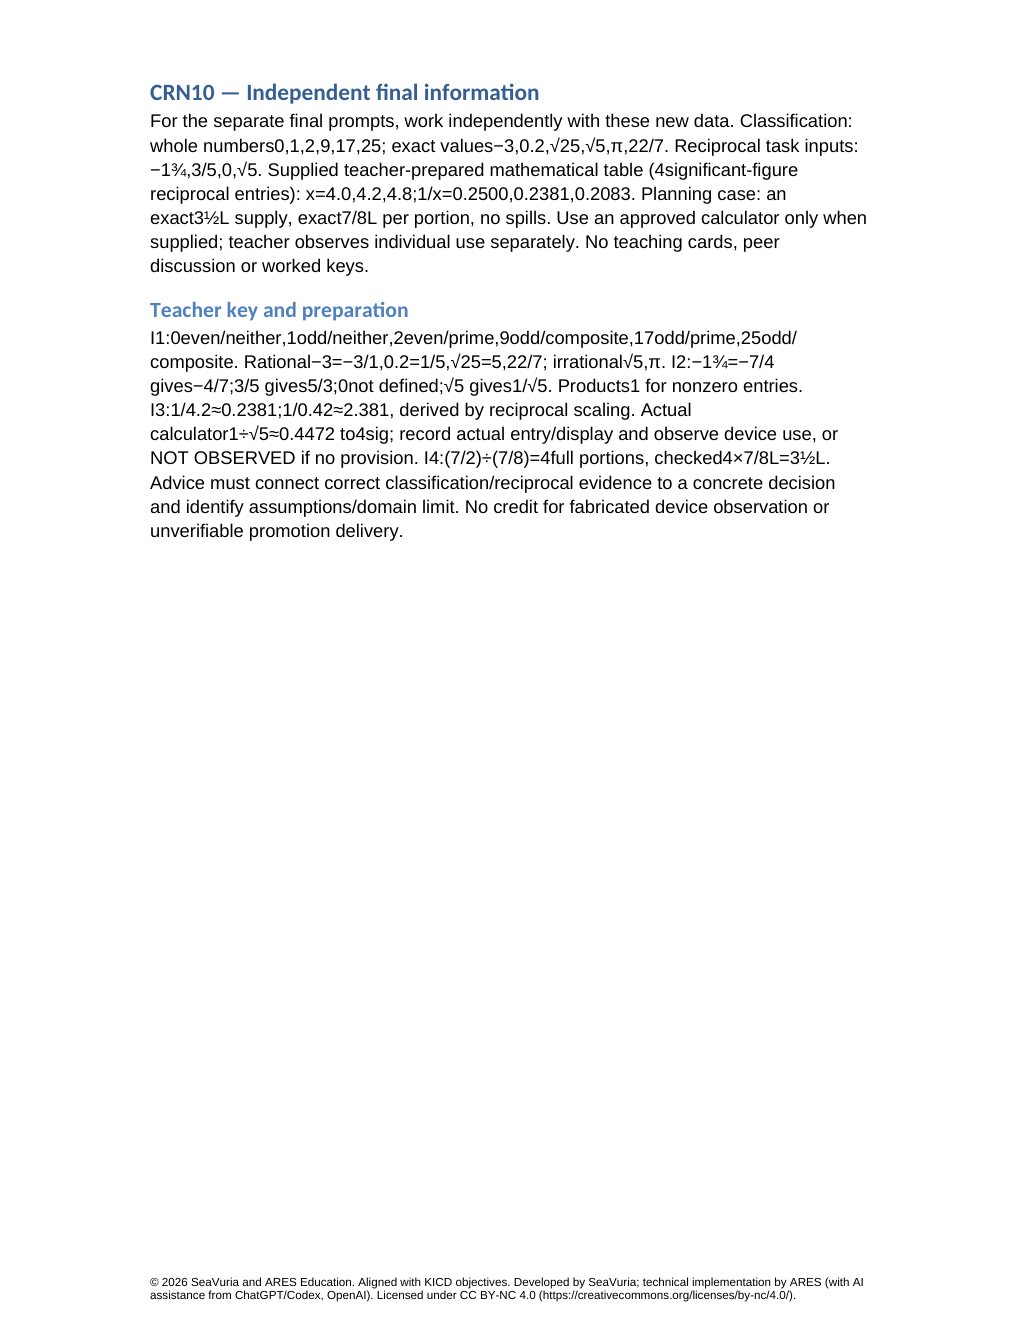 CRN10 — Independent final information
For the separate final prompts, work independently with these new data. Classification:
whole numbers0,1,2,9,17,25; exact values−3,0.2,√25,√5,π,22/7. Reciprocal task inputs:
−1¾,3/5,0,√5. Supplied teacher-prepared mathematical table (4significant-figure
reciprocal entries): x=4.0,4.2,4.8;1/x=0.2500,0.2381,0.2083. Planning case: an
exact3½L supply, exact7/8L per portion, no spills. Use an approved calculator only when
supplied; teacher observes individual use separately. No teaching cards, peer
discussion or worked keys.
Teacher key and preparation
I1:0even/neither,1odd/neither,2even/prime,9odd/composite,17odd/prime,25odd/
composite. Rational−3=−3/1,0.2=1/5,√25=5,22/7; irrational√5,π. I2:−1¾=−7/4
gives−4/7;3/5 gives5/3;0not defined;√5 gives1/√5. Products1 for nonzero entries.
I3:1/4.2≈0.2381;1/0.42≈2.381, derived by reciprocal scaling. Actual
calculator1÷√5≈0.4472 to4sig; record actual entry/display and observe device use, or
NOT OBSERVED if no provision. I4:(7/2)÷(7/8)=4full portions, checked4×7/8L=3½L.
Advice must connect correct classification/reciprocal evidence to a concrete decision
and identify assumptions/domain limit. No credit for fabricated device observation or
unverifiable promotion delivery.
© 2026 SeaVuria and ARES Education. Aligned with KICD objectives. Developed by SeaVuria; technical implementation by ARES (with AI
assistance from ChatGPT/Codex, OpenAI). Licensed under CC BY-NC 4.0 (https://creativecommons.org/licenses/by-nc/4.0/).